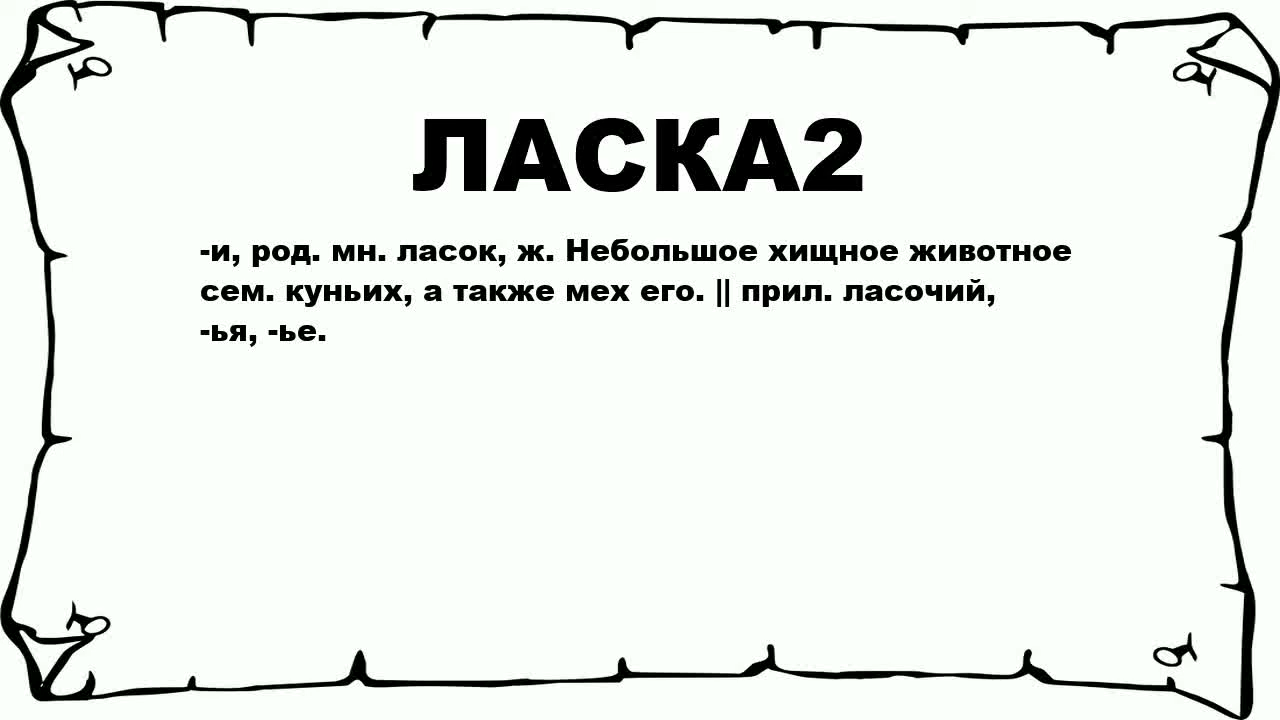 ЛАСКА2
-и, род. мн. ласок, ж. Небольшое хищное животное
сем. куньих, а также мех его. || прил. ласочий,
-ья, -ье.